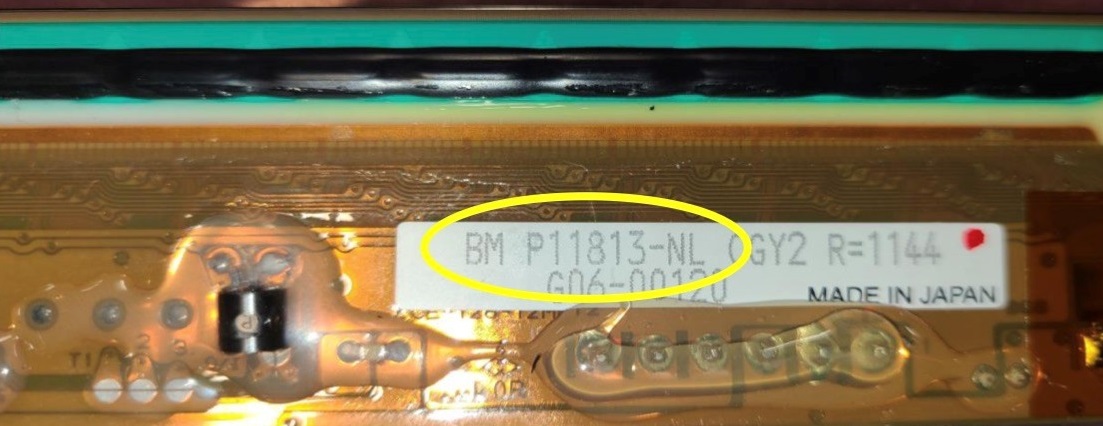 BM P11813-NL CGY2 R=1144
G06-00120
MADE IN JAPAN